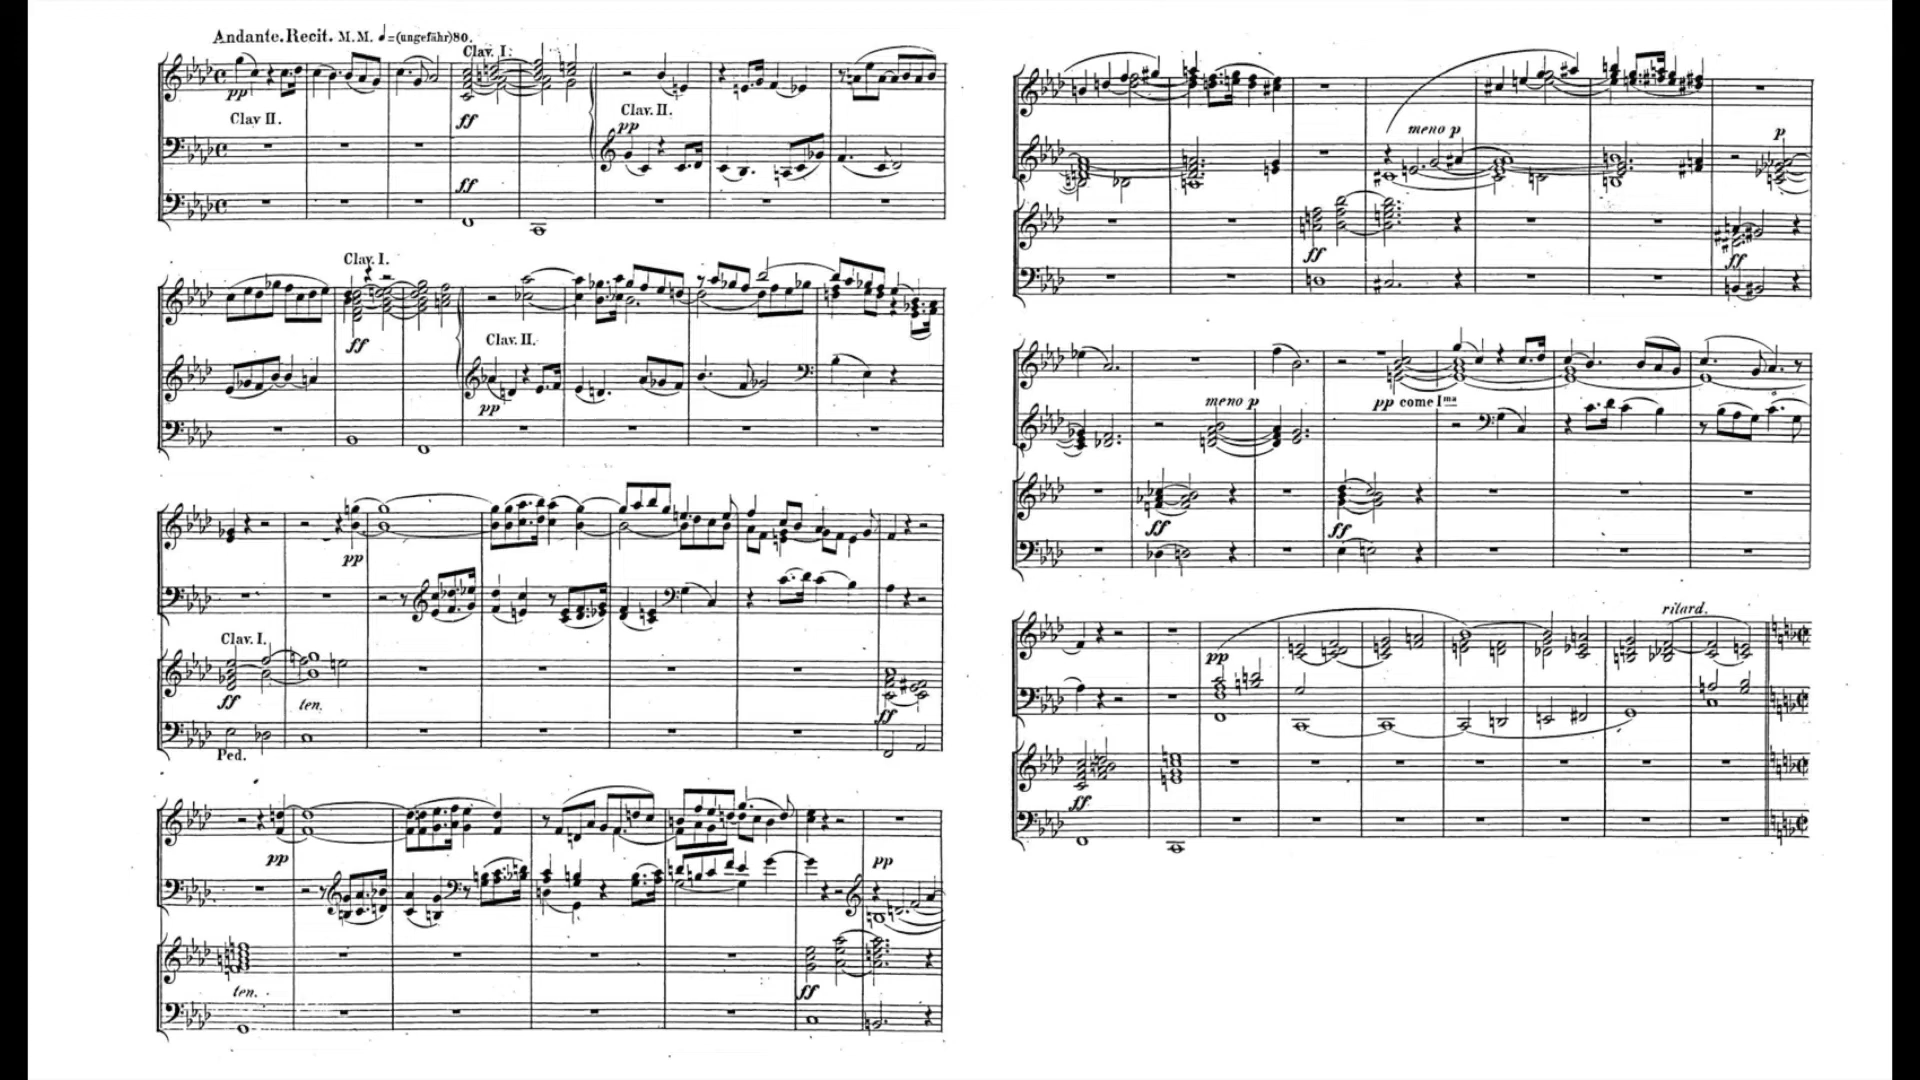 Andante. Recit. M.M. ♩=(ungefähr)80.
Clav. I.
pp
Clav II.
ff
Clav. II.
pp
ff
Clav. I.
ff
Clav. II.
pp
pp
Clav. I.
ff
ten.
ff
Ped.
pp
pp
ten.
ff
meno p
p
ff
ff
meno p
pp come Ima
ff
ff
ritard.
pp
ff